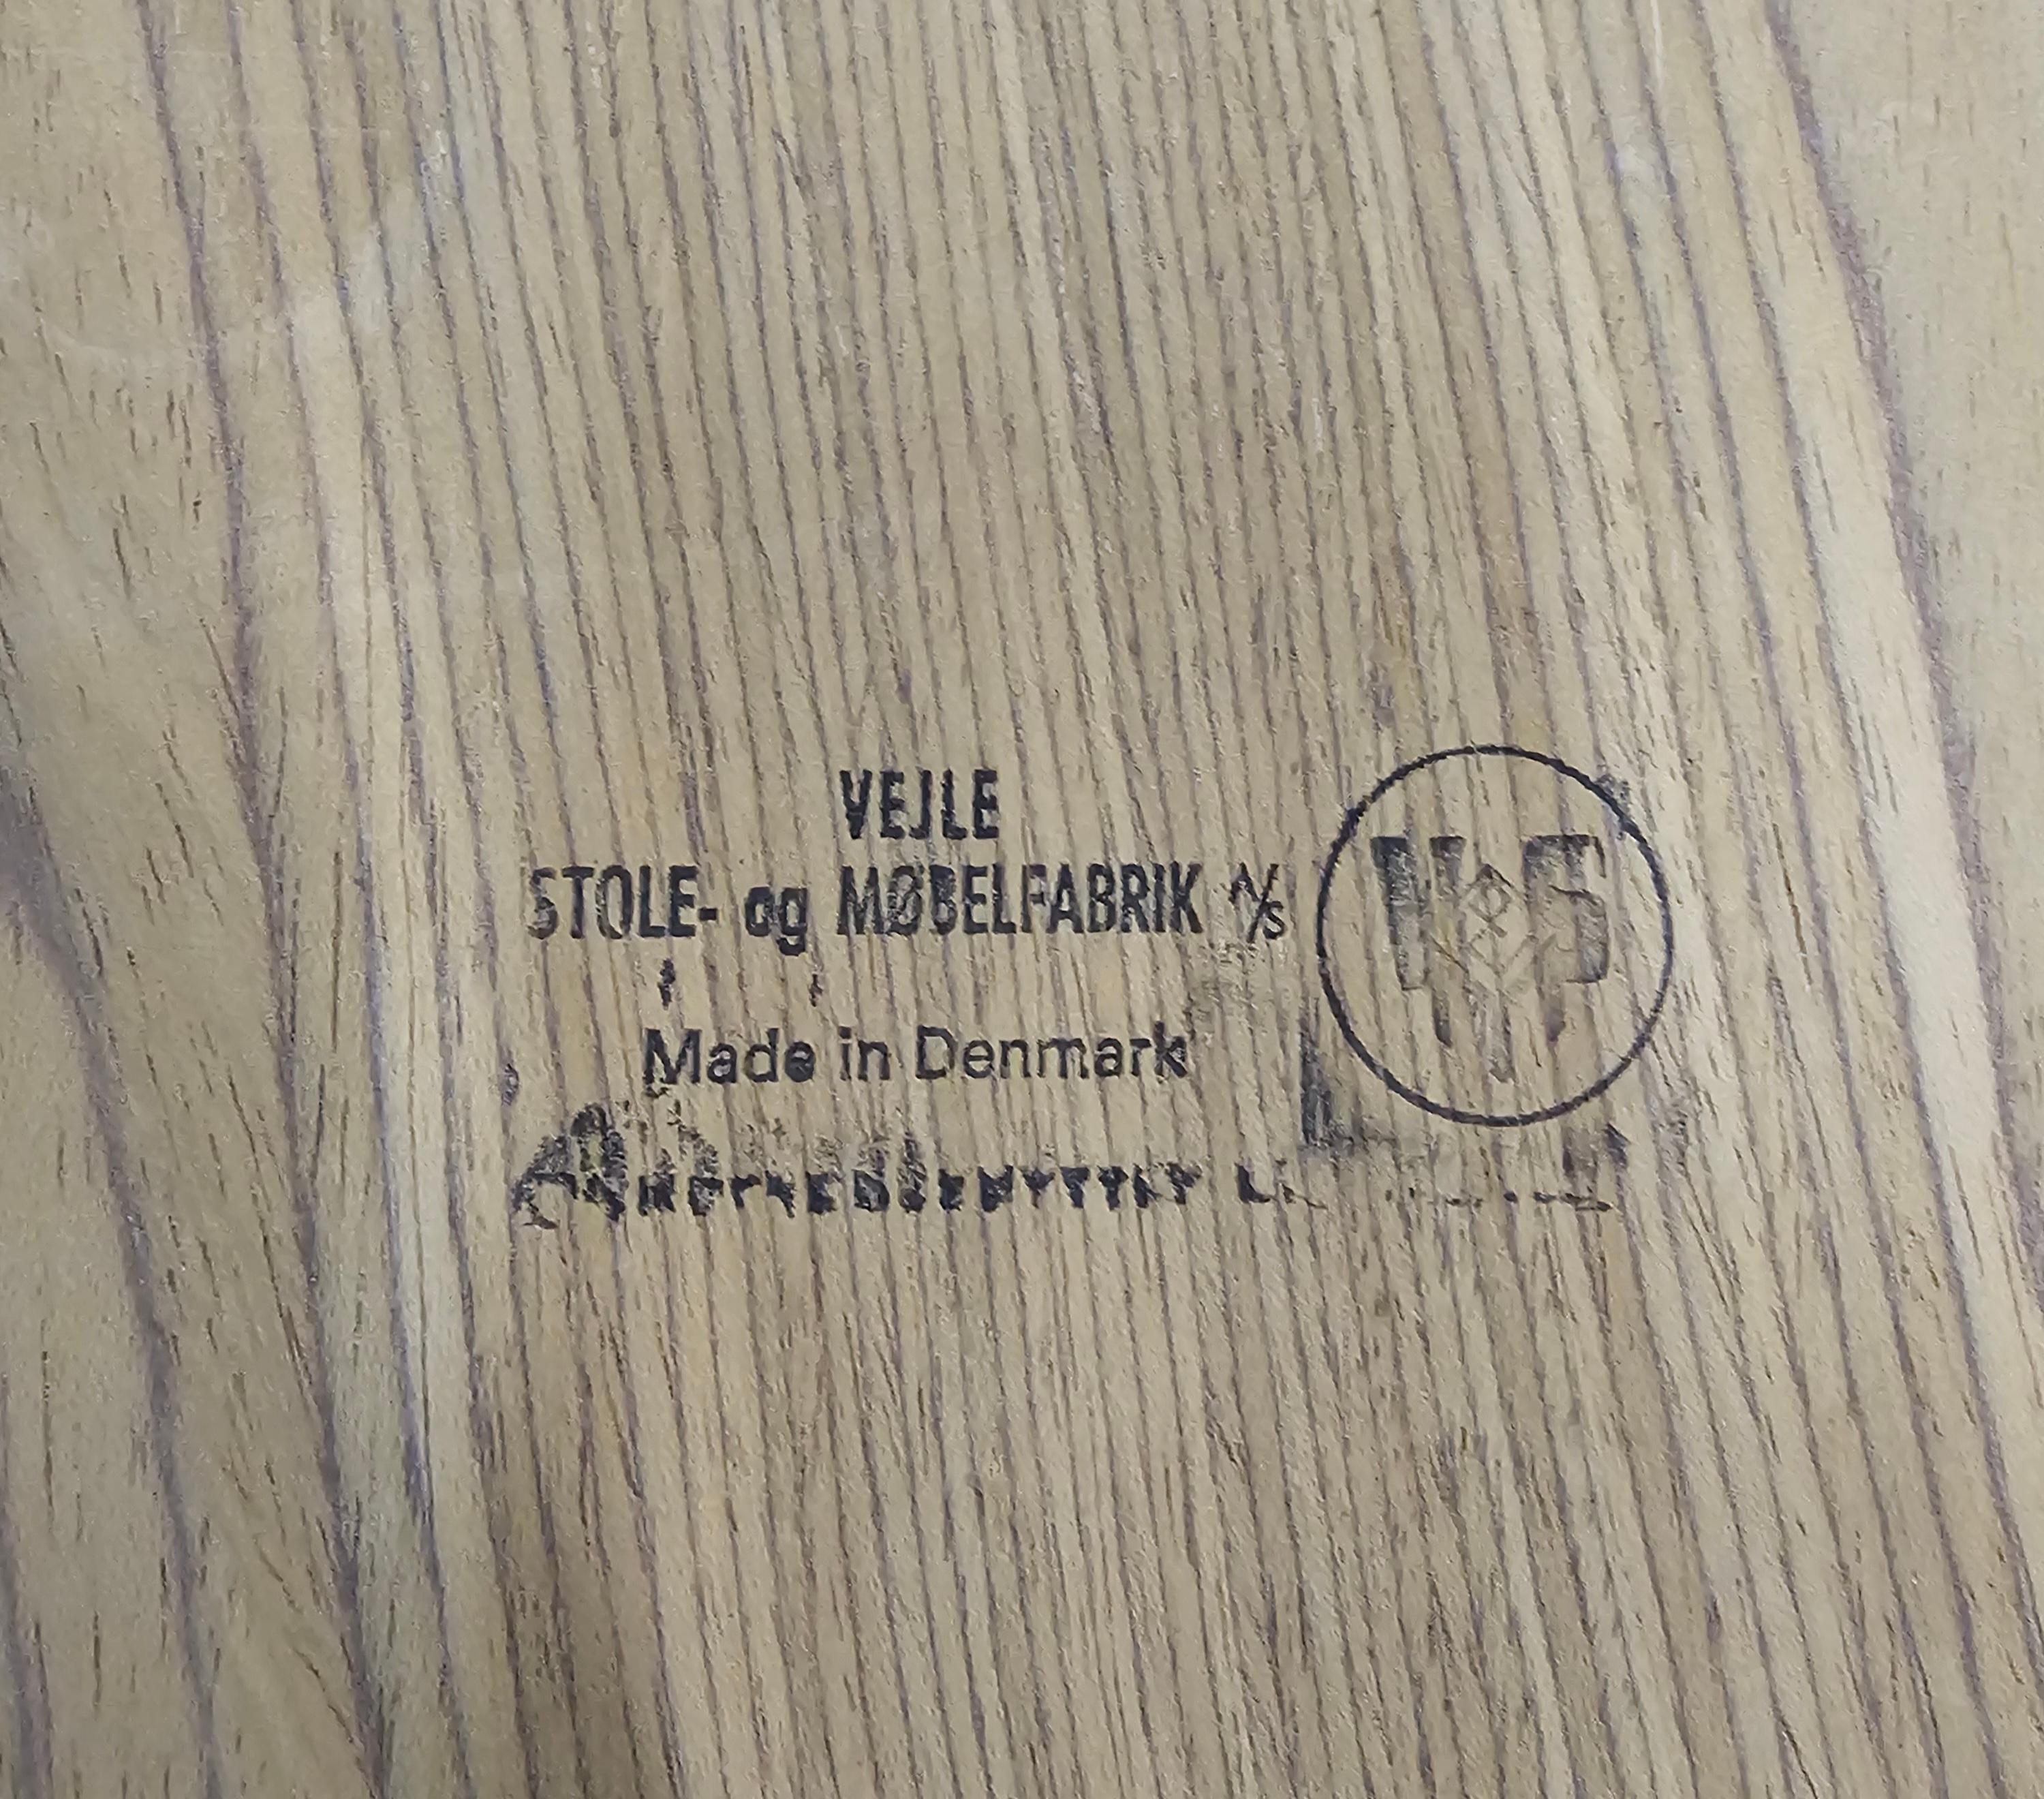 VEJLE
STOLE- og MØBELFABRIK A/S
Made in Denmark